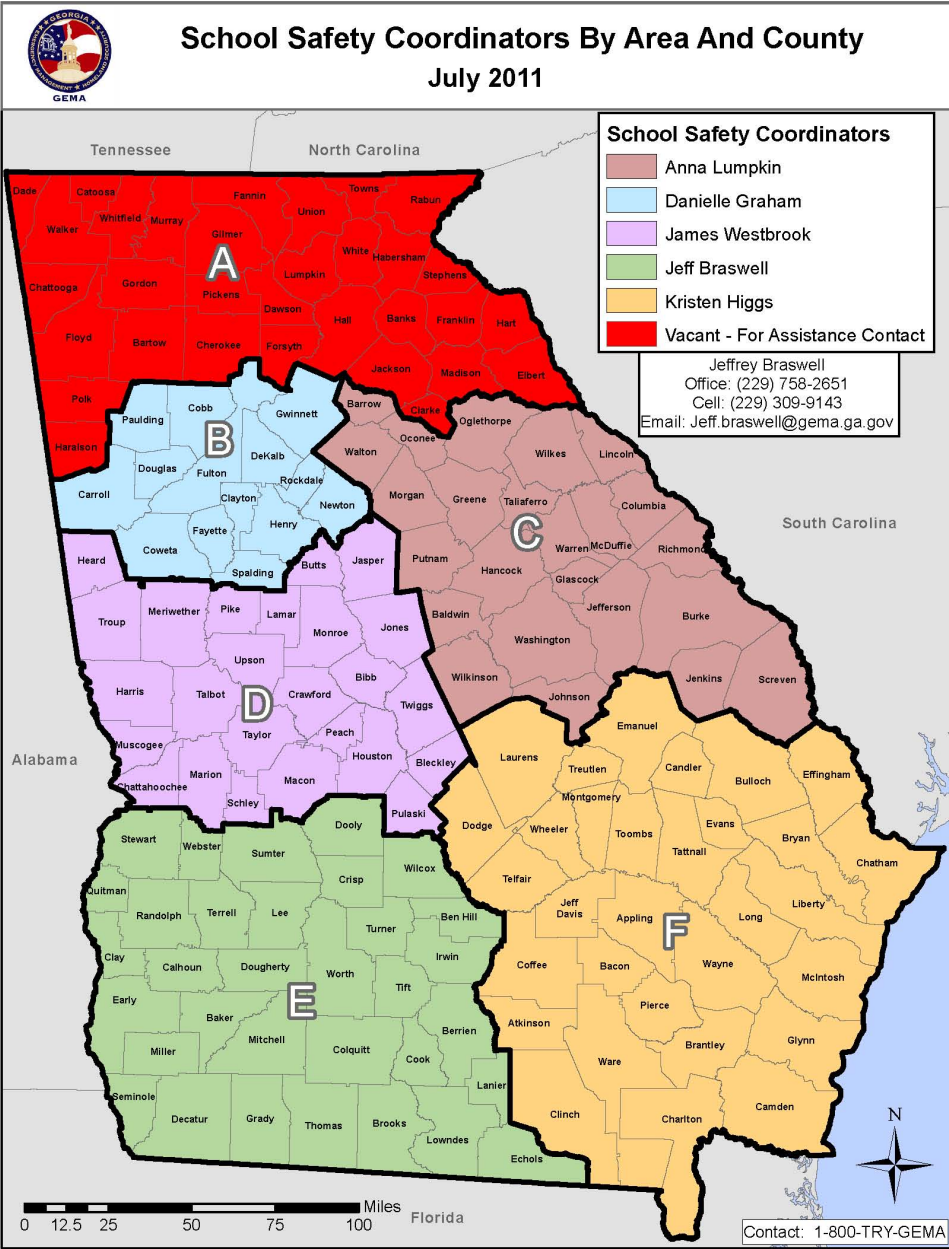 GEORGIA
EMERGENCY MANAGEMENT
HOMELAND SECURITY
GEMA
School Safety Coordinators By Area And County
July 2011
School Safety Coordinators
Anna Lumpkin
Danielle Graham
James Westbrook
Jeff Braswell
Kristen Higgs
Vacant - For Assistance Contact
Jeffrey Braswell
Office: (229) 758-2651
Cell: (229) 309-9143
Email: Jeff.braswell@gema.ga.gov
Tennessee
North Carolina
South Carolina
Alabama
Florida
A
Dade
Catoosa
Fannin
Towns
Rabun
Walker
Whitfield
Murray
Union
Gilmer
White
Habersham
Stephens
Chattooga
Gordon
Pickens
Lumpkin
Dawson
Floyd
Bartow
Cherokee
Forsyth
Hall
Banks
Franklin
Hart
Jackson
Madison
Elbert
Polk
Clarke
Haralson
B
Paulding
Cobb
Gwinnett
Douglas
Fulton
DeKalb
Rockdale
Carroll
Clayton
Newton
Fayette
Henry
Coweta
Spalding
C
Barrow
Oconee
Oglethorpe
Walton
Wilkes
Lincoln
Morgan
Greene
Taliaferro
Columbia
Putnam
Hancock
Warren
McDuffie
Richmond
Glascock
Baldwin
Jefferson
Burke
Washington
Wilkinson
Johnson
Jenkins
Screven
D
Heard
Butts
Jasper
Troup
Meriwether
Pike
Lamar
Monroe
Jones
Upson
Harris
Talbot
Crawford
Bibb
Twiggs
Taylor
Peach
Muscogee
Houston
Bleckley
Chattahoochee
Marion
Macon
Schley
Pulaski
E
Stewart
Webster
Sumter
Dooly
Wilcox
Quitman
Randolph
Terrell
Lee
Crisp
Ben Hill
Turner
Clay
Calhoun
Dougherty
Worth
Irwin
Tift
Early
Baker
Mitchell
Berrien
Miller
Colquitt
Cook
Lanier
Seminole
Decatur
Grady
Thomas
Brooks
Lowndes
Echols
F
Laurens
Emanuel
Treutlen
Candler
Bulloch
Effingham
Montgomery
Dodge
Wheeler
Toombs
Evans
Bryan
Tattnall
Chatham
Telfair
Jeff
Davis
Appling
Long
Liberty
Coffee
Bacon
Wayne
McIntosh
Atkinson
Pierce
Ware
Brantley
Glynn
Clinch
Charlton
Camden
N
Miles
0 12.5 25 50 75 100
Contact: 1-800-TRY-GEMA